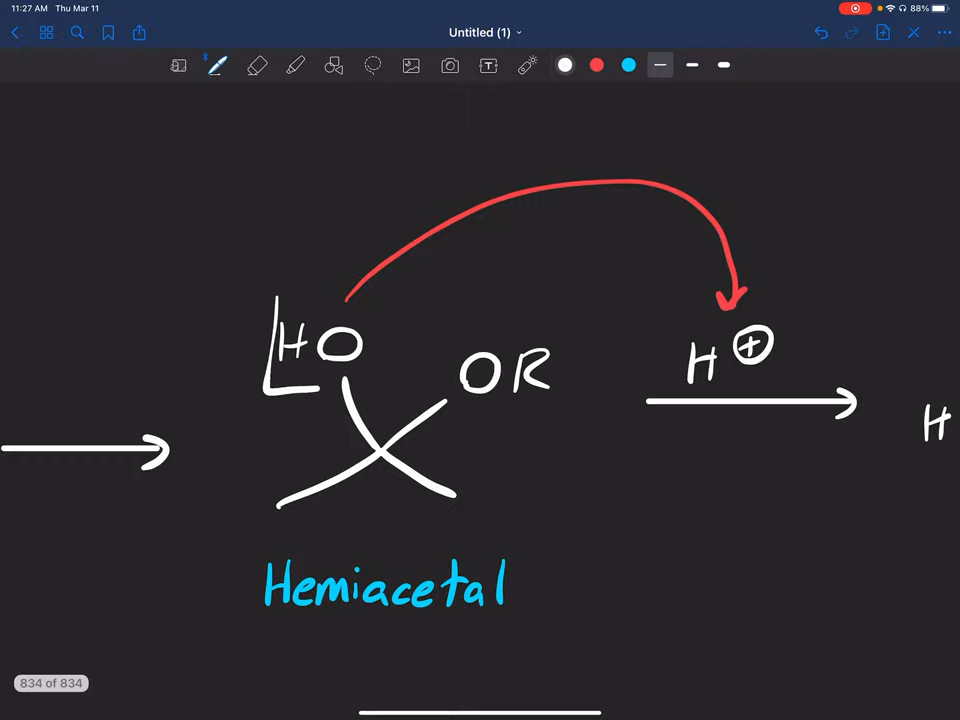 11:27 AM Thu Mar 11
88%
Untitled (1)
T
HO
OR
H +
H
Hemiacetal
834 of 834